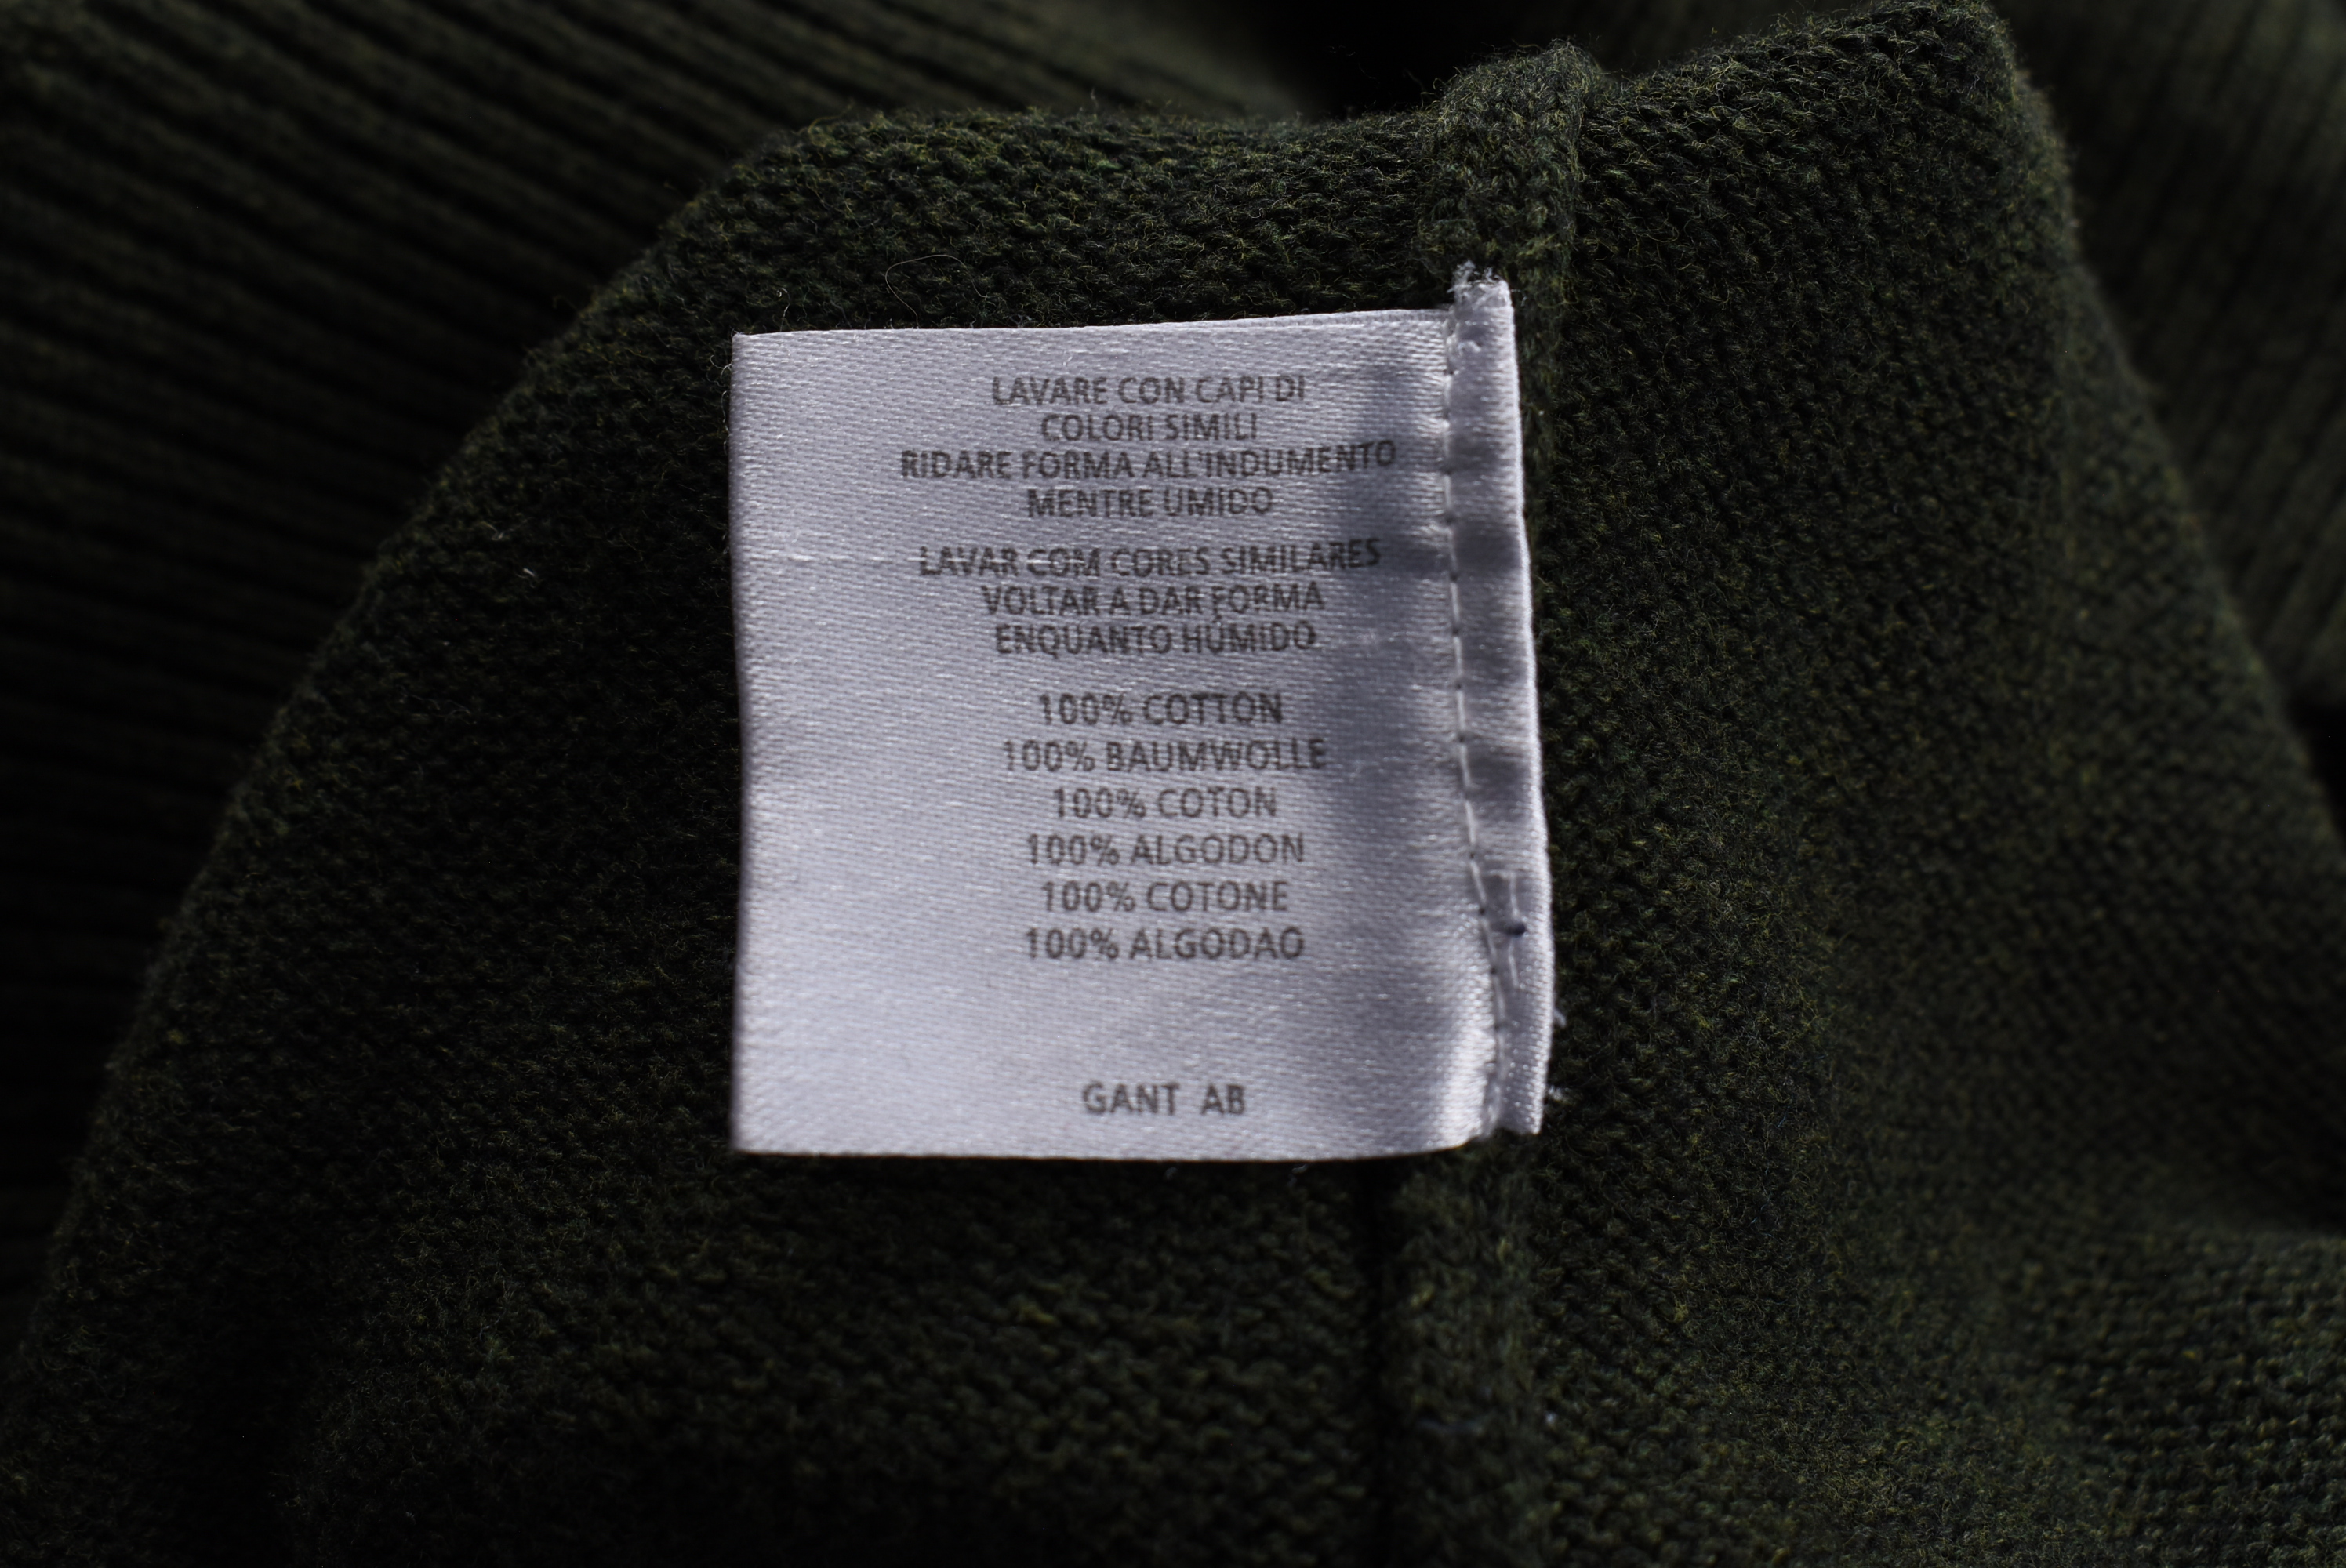 LAVARE CON CAPI DI
COLORI SIMILI
RIDARE FORMA ALL'INDUMENTO
MENTRE UMIDO
LAVAR COM CORES SIMILARES
VOLTAR A DAR FORMA
ENQUANTO HÚMIDO
100% COTTON
100% BAUMWOLLE
100% COTON
100% ALGODON
100% COTONE
100% ALGODAO
GANT AB